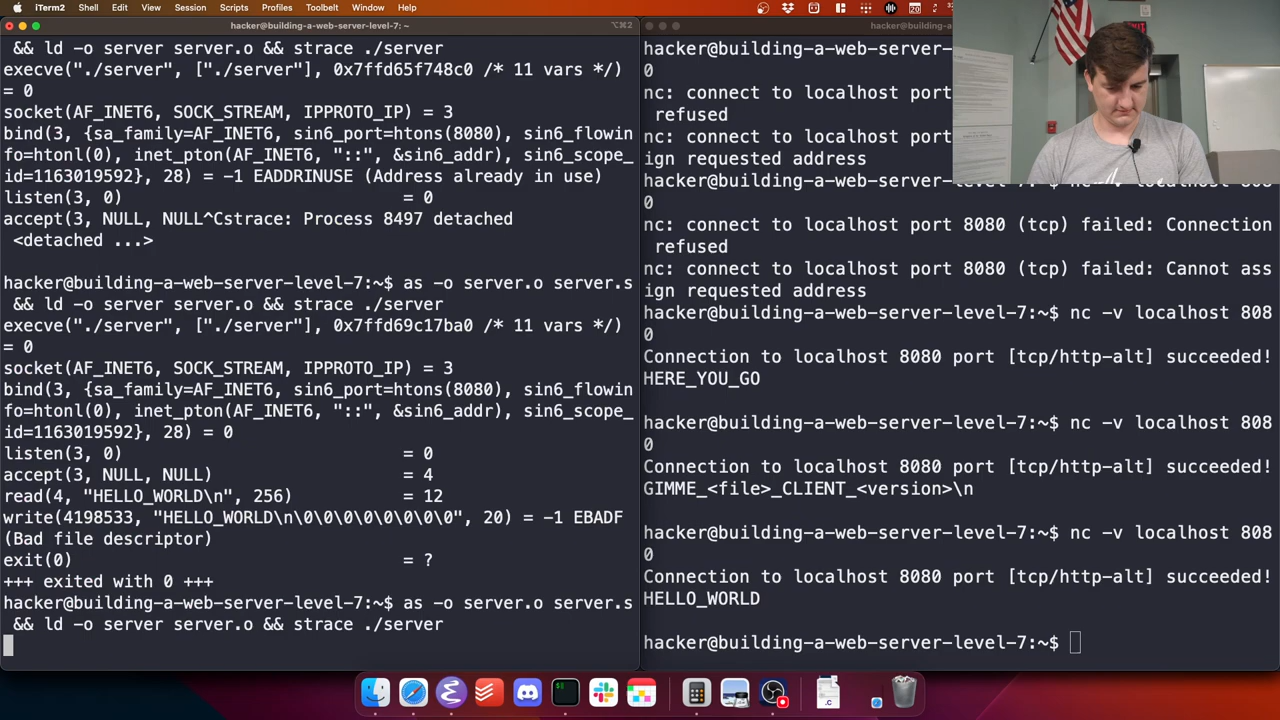 iTerm2 Shell Edit View Session Scripts Profiles Toolbelt Window Help
hacker@building-a-web-server-level-7: ~
⌥⌘2
&& ld -o server server.o && strace ./server
execve("./server", ["./server"], 0x7ffd65f748c0 /* 11 vars */)
= 0
socket(AF_INET6, SOCK_STREAM, IPPROTO_IP) = 3
bind(3, {sa_family=AF_INET6, sin6_port=htons(8080), sin6_flowin
fo=htonl(0), inet_pton(AF_INET6, "::", &sin6_addr), sin6_scope_
id=1163019592}, 28) = -1 EADDRINUSE (Address already in use)
listen(3, 0) = 0
accept(3, NULL, NULL^Cstrace: Process 8497 detached
<detached ...>
hacker@building-a-web-server-level-7:~$ as -o server.o server.s
&& ld -o server server.o && strace ./server
execve("./server", ["./server"], 0x7ffd69c17ba0 /* 11 vars */)
= 0
socket(AF_INET6, SOCK_STREAM, IPPROTO_IP) = 3
bind(3, {sa_family=AF_INET6, sin6_port=htons(8080), sin6_flowin
fo=htonl(0), inet_pton(AF_INET6, "::", &sin6_addr), sin6_scope_
id=1163019592}, 28) = 0
listen(3, 0) = 0
accept(3, NULL, NULL) = 4
read(4, "HELLO_WORLD\n", 256) = 12
write(4198533, "HELLO_WORLD\n\0\0\0\0\0\0\0\0", 20) = -1 EBADF
(Bad file descriptor)
exit(0) = ?
+++ exited with 0 +++
hacker@building-a-web-server-level-7:~$ as -o server.o server.s
&& ld -o server server.o && strace ./server
hacker@building-a-web-
hacker@building-a-web-server-level-
0
nc: connect to localhost port
refused
nc: connect to localhost port
ign requested address
hacker@building-a-web-server-level-7:~$ nc -v localhost 808
0
nc: connect to localhost port 8080 (tcp) failed: Connection
refused
nc: connect to localhost port 8080 (tcp) failed: Cannot ass
ign requested address
hacker@building-a-web-server-level-7:~$ nc -v localhost 808
0
Connection to localhost 8080 port [tcp/http-alt] succeeded!
HERE_YOU_GO
hacker@building-a-web-server-level-7:~$ nc -v localhost 808
0
Connection to localhost 8080 port [tcp/http-alt] succeeded!
GIMME_<file>_CLIENT_<version>\n
hacker@building-a-web-server-level-7:~$ nc -v localhost 808
0
Connection to localhost 8080 port [tcp/http-alt] succeeded!
HELLO_WORLD
hacker@building-a-web-server-level-7:~$